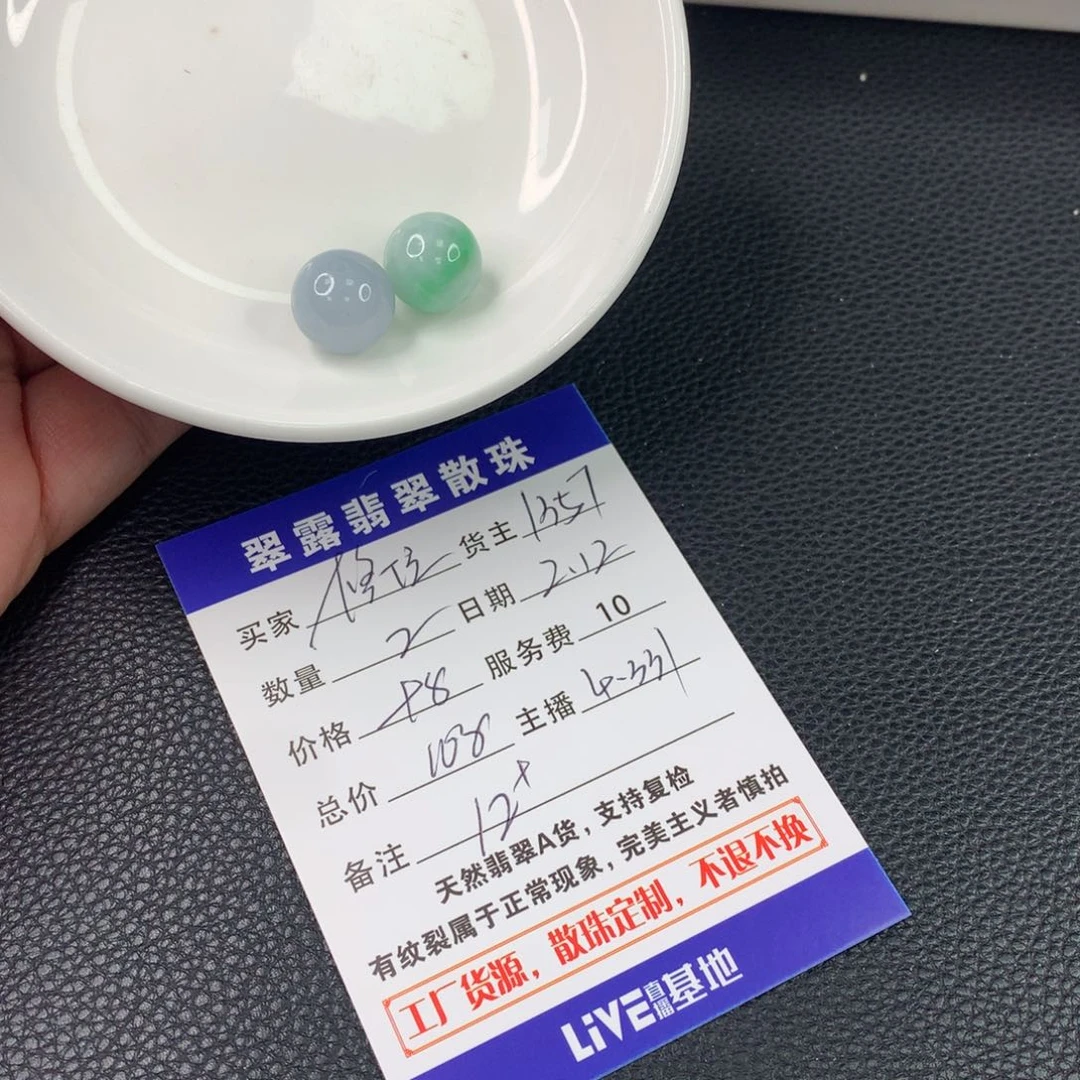 翠露翡翠散珠
买家 货主 1357
数量 2 日期 2.12
价格 98 服务费 10
总价 108 主播 4-331
备注 12+
天然翡翠A货，支持复检
有纹裂属于正常现象，完美主义者慎拍
工厂货源，散珠定制，不退不换
LiVE直播基地